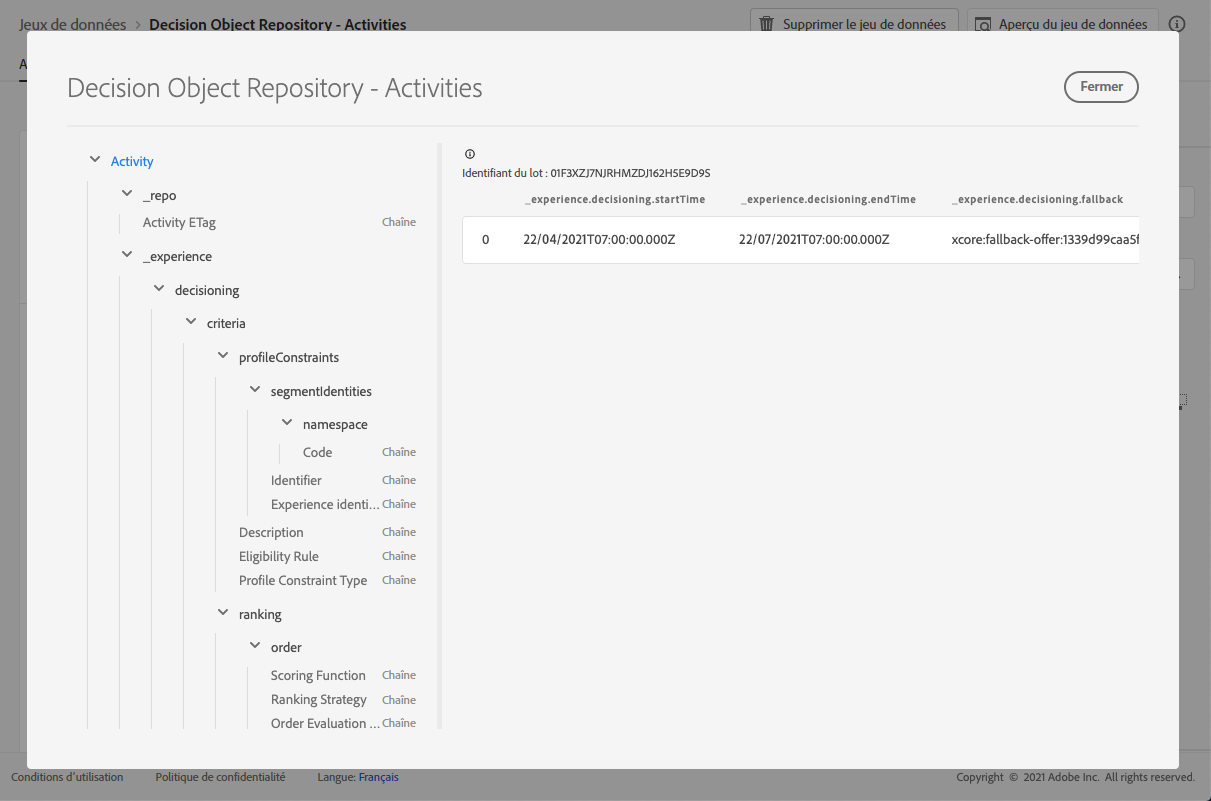 Jeux de données > Decision Object Repository - Activities
Supprimer le jeu de données
Aperçu du jeu de données
A
Decision Object Repository - Activities
Fermer
Activity
_repo
Activity ETag Chaîne
_experience
decisioning
criteria
profileConstraints
segmentIdentities
namespace
Code Chaîne
Identifier Chaîne
Experience identi... Chaîne
Description Chaîne
Eligibility Rule Chaîne
Profile Constraint Type Chaîne
ranking
order
Scoring Function Chaîne
Ranking Strategy Chaîne
Order Evaluation ... Chaîne
Identifiant du lot : 01F3XZJ7NJRHMZDJ162H5E9D9S
_experience.decisioning.startTime _experience.decisioning.endTime _experience.decisioning.fallback
0 22/04/2021T07:00:00.000Z 22/07/2021T07:00:00.000Z xcore:fallback-offer:1339d99caa5f
Conditions d'utilisation Politique de confidentialité Langue: Français Copyright © 2021 Adobe Inc. All rights reserved.